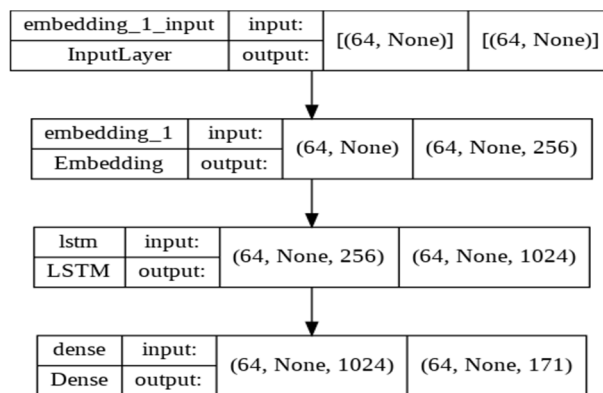 embedding_1_input input: [(64, None)] [(64, None)]
InputLayer output:
embedding_1 input: (64, None) (64, None, 256)
Embedding output:
lstm input: (64, None, 256) (64, None, 1024)
LSTM output:
dense input: (64, None, 1024) (64, None, 171)
Dense output: